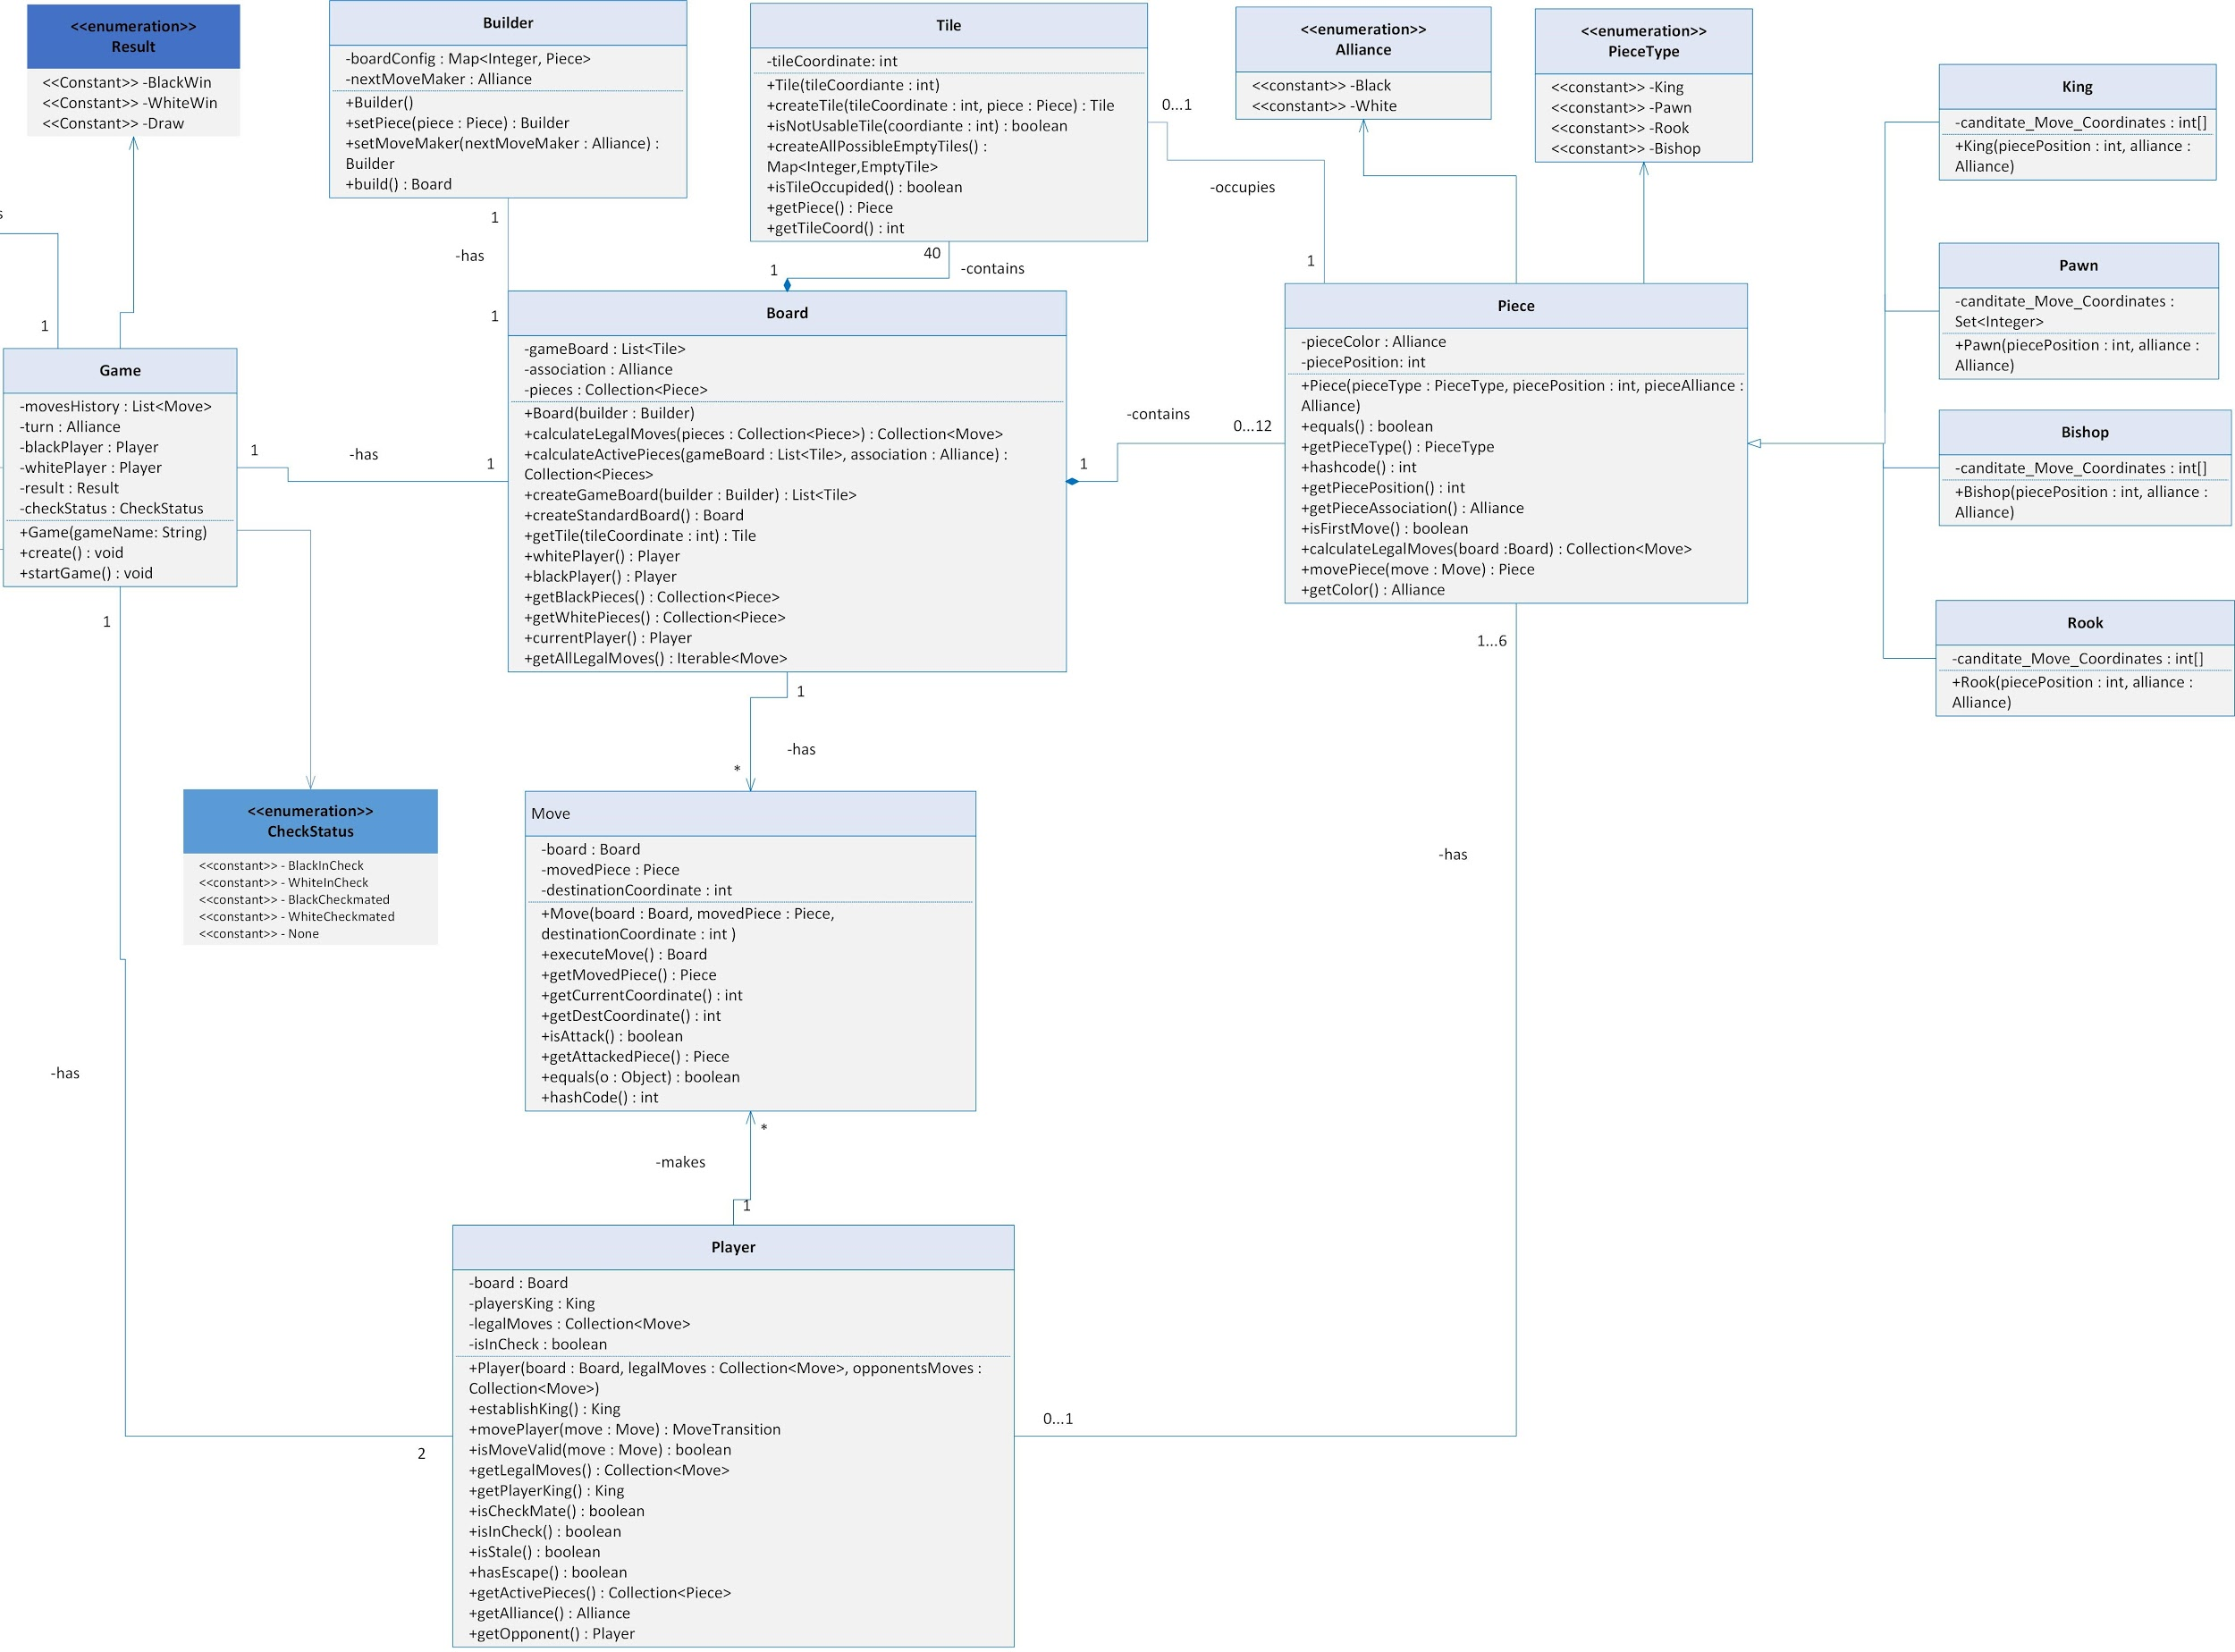 <<enumeration>>
Result
<<Constant>> -BlackWin
<<Constant>> -WhiteWin
<<Constant>> -Draw
Builder
-boardConfig : Map<Integer, Piece>
-nextMoveMaker : Alliance
+Builder()
+setPiece(piece : Piece) : Builder
+setMoveMaker(nextMoveMaker : Alliance) :
Builder
+build() : Board
Tile
-tileCoordinate: int
+Tile(tileCoordiante : int)
+createTile(tileCoordinate : int, piece : Piece) : Tile
+isNotUsableTile(coordiante : int) : boolean
+createAllPossibleEmptyTiles() :
Map<Integer,EmptyTile>
+isTileOccupided() : boolean
+getPiece() : Piece
+getTileCoord() : int
<<enumeration>>
Alliance
<<constant>> -Black
<<constant>> -White
<<enumeration>>
PieceType
<<constant>> -King
<<constant>> -Pawn
<<constant>> -Rook
<<constant>> -Bishop
King
-canditate_Move_Coordinates : int[]
+King(piecePosition : int, alliance :
Alliance)
Pawn
-canditate_Move_Coordinates :
Set<Integer>
+Pawn(piecePosition : int, alliance :
Alliance)
Bishop
-canditate_Move_Coordinates : int[]
+Bishop(piecePosition : int, alliance :
Alliance)
Rook
-canditate_Move_Coordinates : int[]
+Rook(piecePosition : int, alliance :
Alliance)
s
1
1
-has
1
40
1
-contains
0...1
-occupies
1
Game
-movesHistory : List<Move>
-turn : Alliance
-blackPlayer : Player
-whitePlayer : Player
-result : Result
-checkStatus : CheckStatus
+Game(gameName: String)
+create() : void
+startGame() : void
1
-has
1
Board
-gameBoard : List<Tile>
-association : Alliance
-pieces : Collection<Piece>
+Board(builder : Builder)
+calculateLegalMoves(pieces : Collection<Piece>) : Collection<Move>
+calculateActivePieces(gameBoard : List<Tile>, association : Alliance) :
Collection<Pieces>
+createGameBoard(builder : Builder) : List<Tile>
+createStandardBoard() : Board
+getTile(tileCoordinate : int) : Tile
+whitePlayer() : Player
+blackPlayer() : Player
+getBlackPieces() : Collection<Piece>
+getWhitePieces() : Collection<Piece>
+currentPlayer() : Player
+getAllLegalMoves() : Iterable<Move>
-contains
0...12
1
Piece
-pieceColor : Alliance
-piecePosition: int
+Piece(pieceType : PieceType, piecePosition : int, pieceAlliance :
Alliance)
+equals() : boolean
+getPieceType() : PieceType
+hashcode() : int
+getPiecePosition() : int
+getPieceAssociation() : Alliance
+isFirstMove() : boolean
+calculateLegalMoves(board :Board) : Collection<Move>
+movePiece(move : Move) : Piece
+getColor() : Alliance
1
1...6
1
-has
*
<<enumeration>>
CheckStatus
<<constant>> - BlackInCheck
<<constant>> - WhiteInCheck
<<constant>> - BlackCheckmated
<<constant>> - WhiteCheckmated
<<constant>> - None
Move
-board : Board
-movedPiece : Piece
-destinationCoordinate : int
+Move(board : Board, movedPiece : Piece,
destinationCoordinate : int )
+executeMove() : Board
+getMovedPiece() : Piece
+getCurrentCoordinate() : int
+getDestCoordinate() : int
+isAttack() : boolean
+getAttackedPiece() : Piece
+equals(o : Object) : boolean
+hashCode() : int
-has
-has
*
-makes
1
Player
-board : Board
-playersKing : King
-legalMoves : Collection<Move>
-isInCheck : boolean
+Player(board : Board, legalMoves : Collection<Move>, opponentsMoves :
Collection<Move>)
+establishKing() : King
+movePlayer(move : Move) : MoveTransition
+isMoveValid(move : Move) : boolean
+getLegalMoves() : Collection<Move>
+getPlayerKing() : King
+isCheckMate() : boolean
+isInCheck() : boolean
+isStale() : boolean
+hasEscape() : boolean
+getActivePieces() : Collection<Piece>
+getAlliance() : Alliance
+getOpponent() : Player
2
0...1